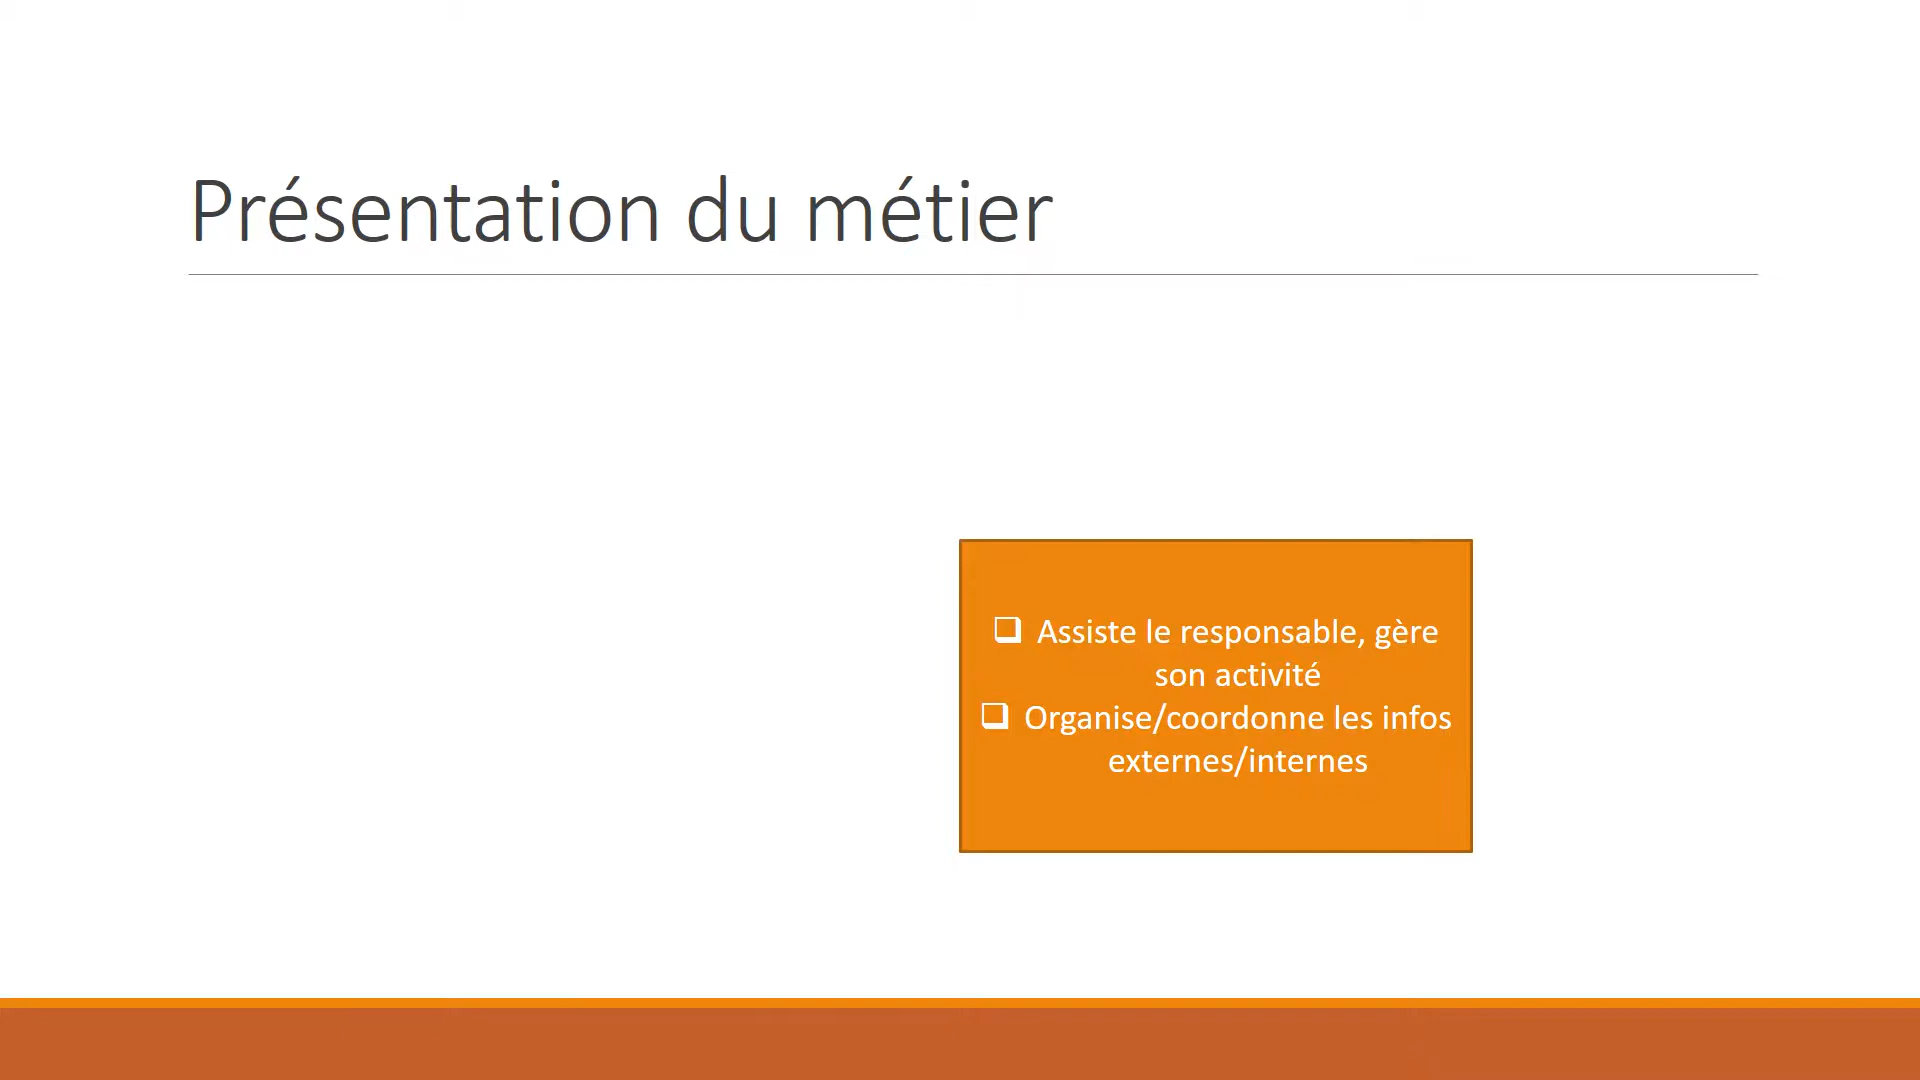 Présentation du métier
❑ Assiste le responsable, gère
son activité
❑ Organise/coordonne les infos
externes/internes